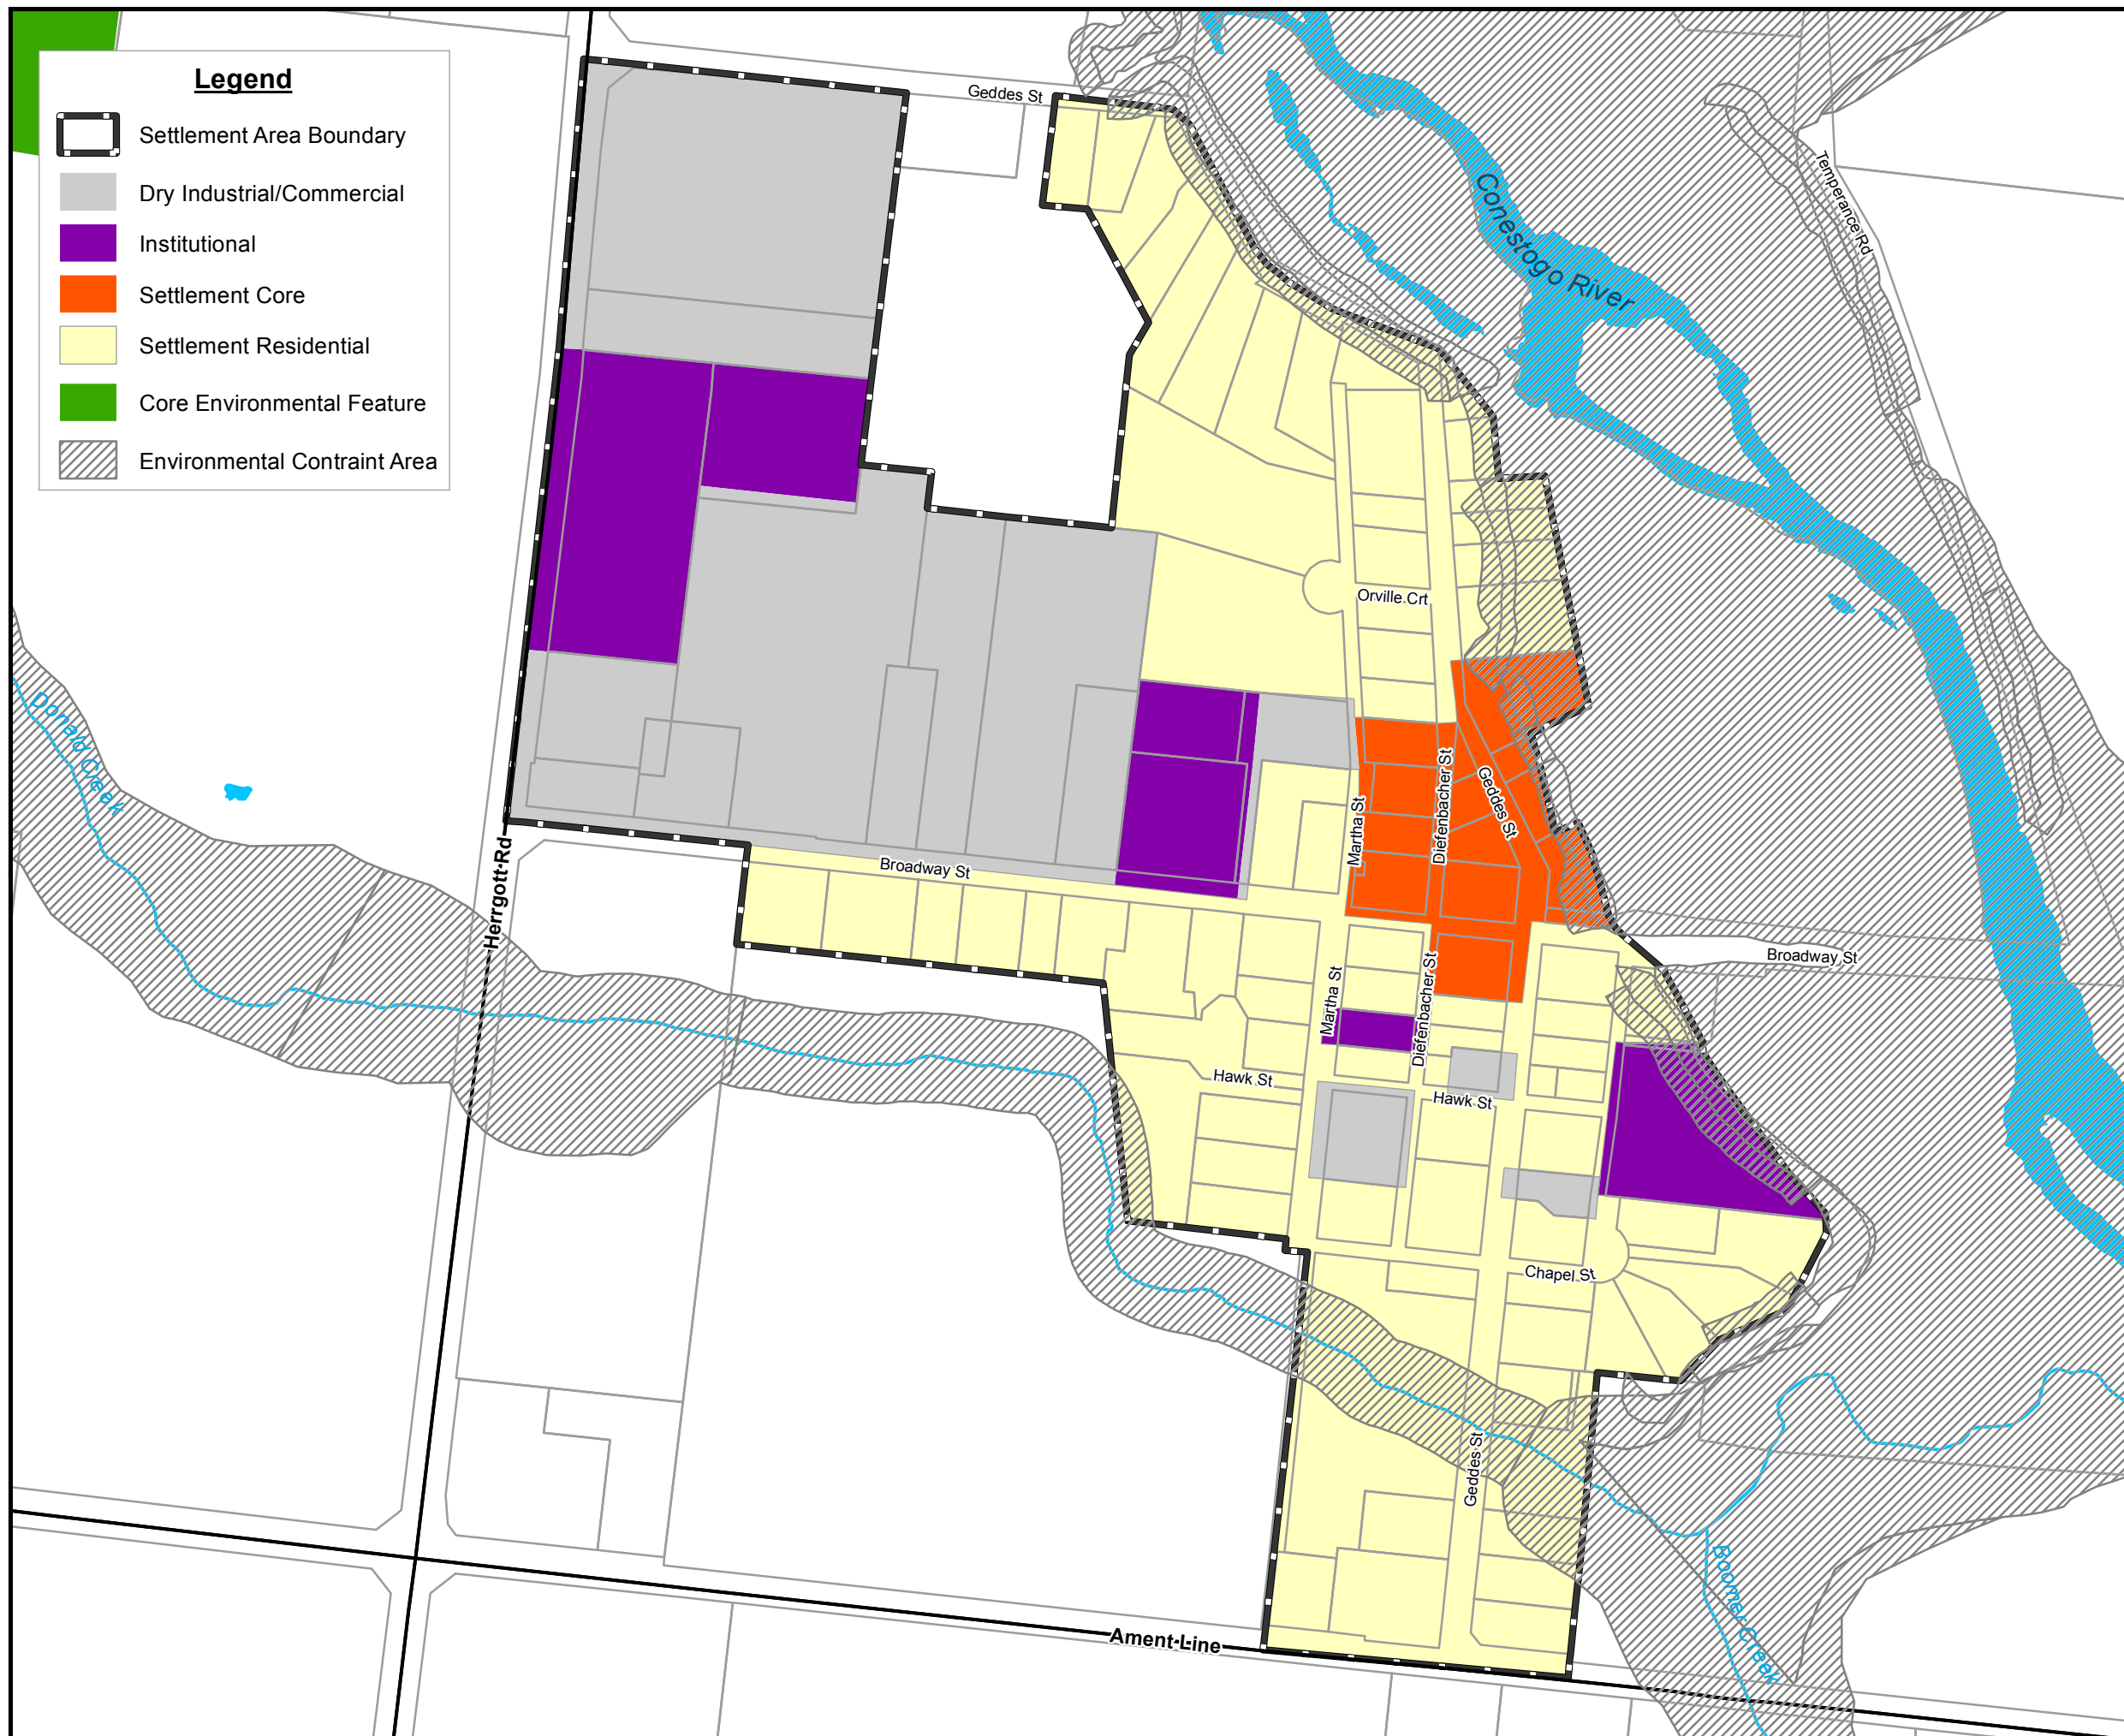 Legend
Settlement Area Boundary
Dry Industrial/Commercial
Institutional
Settlement Core
Settlement Residential
Core Environmental Feature
Environmental Contraint Area
Geddes St
Conestogo River
Temperance Rd
Orville Crt
Donald Creek
Herrgott Rd
Broadway St
Martha St
Diefenbacher St
Geddes St
Broadway St
Martha St
Diefenbacher St
Hawk St
Hawk St
Chapel St
Geddes St
Boomer Creek
Ament Line